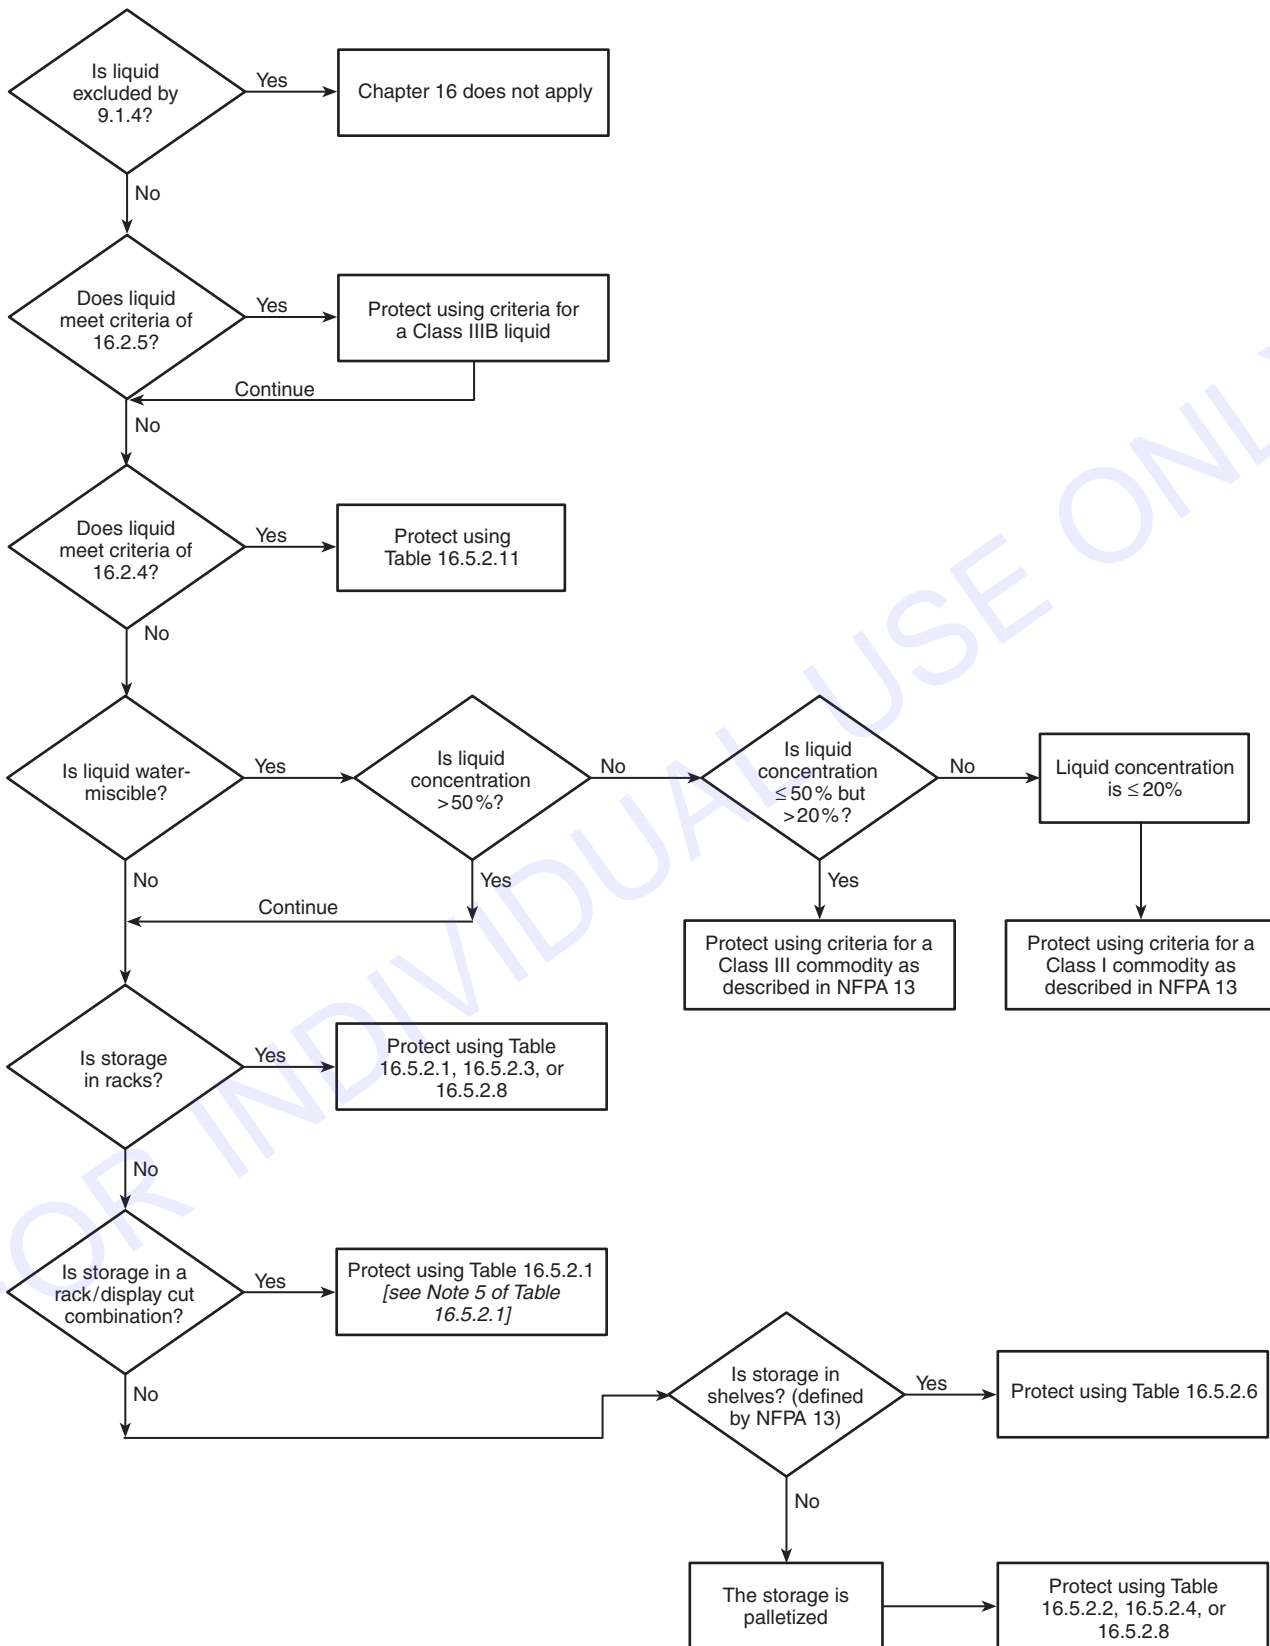 Is liquid
excluded by
9.1.4?
Yes
Chapter 16 does not apply
No
Does liquid
meet criteria of
16.2.5?
Yes
Protect using criteria for
a Class IIIB liquid
Continue
No
Does liquid
meet criteria of
16.2.4?
Yes
Protect using
Table 16.5.2.11
No
Is liquid water-
miscible?
Yes
Is liquid
concentration
>50%?
No
Is liquid
concentration
≤50% but
>20%?
No
Liquid concentration
is ≤20%
No
Yes
Continue
Yes
Protect using criteria for a
Class III commodity as
described in NFPA 13
Protect using criteria for a
Class I commodity as
described in NFPA 13
Is storage
in racks?
Yes
Protect using Table
16.5.2.1, 16.5.2.3, or
16.5.2.8
No
Is storage in a
rack/display cut
combination?
Yes
Protect using Table 16.5.2.1
[see Note 5 of Table
16.5.2.1]
No
Is storage in
shelves? (defined
by NFPA 13)
Yes
Protect using Table 16.5.2.6
No
The storage is
palletized
Protect using Table
16.5.2.2, 16.5.2.4, or
16.5.2.8
FOR INDIVIDUAL USE ONLY